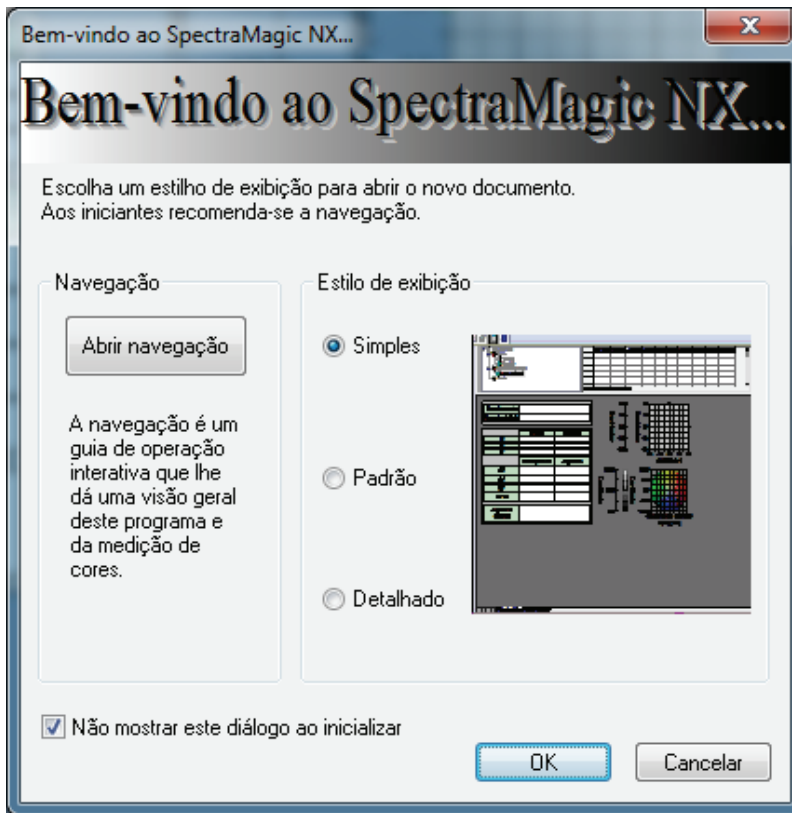 Bem-vindo ao SpectraMagic NX...
Bem-vindo ao SpectraMagic NX...
Escolha um estilho de exibição para abrir o novo documento.
Aos iniciantes recomenda-se a navegação.
Navegação
Abrir navegação
A navegação é um
guia de operação
interativa que lhe
dá uma visão geral
deste programa e
da medição de
cores.
Estilo de exibição
Simples
Padrão
Detalhado
Não mostrar este diálogo ao inicializar
OK
Cancelar